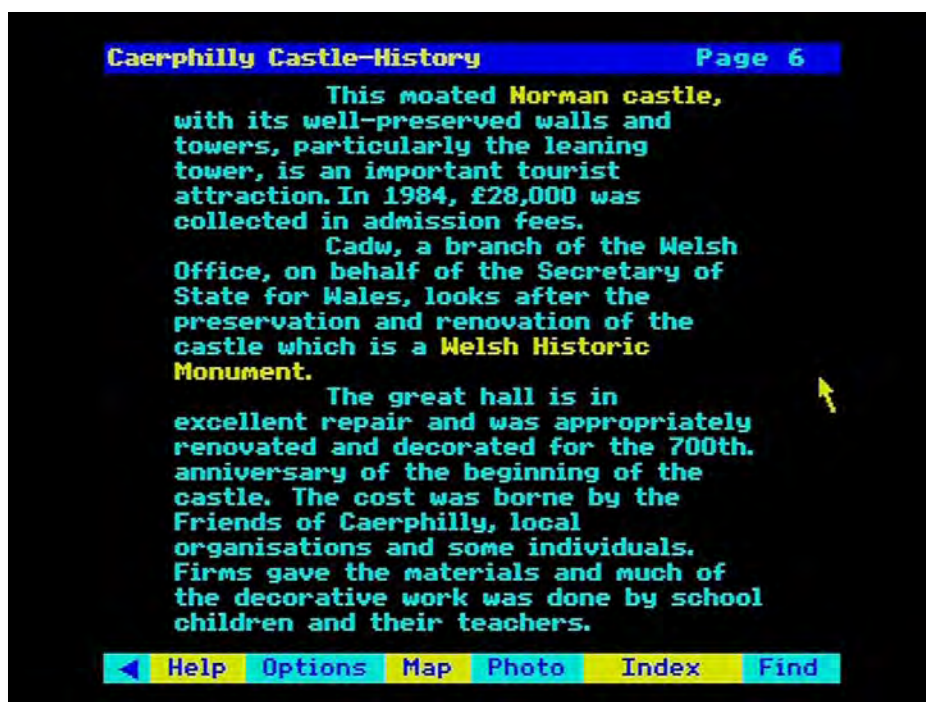 Caerphilly Castle-History Page 6
This moated Norman castle,
with its well-preserved walls and
towers, particularly the leaning
tower, is an important tourist
attraction. In 1984, £28,000 was
collected in admission fees.
Cadw, a branch of the Welsh
Office, on behalf of the Secretary of
State for Wales, looks after the
preservation and renovation of the
castle which is a Welsh Historic
Monument.
The great hall is in
excellent repair and was appropriately
renovated and decorated for the 700th.
anniversary of the beginning of the
castle. The cost was borne by the
Friends of Caerphilly, local
organisations and some individuals.
Firms gave the materials and much of
the decorative work was done by school
children and their teachers.
Help Options Map Photo Index Find